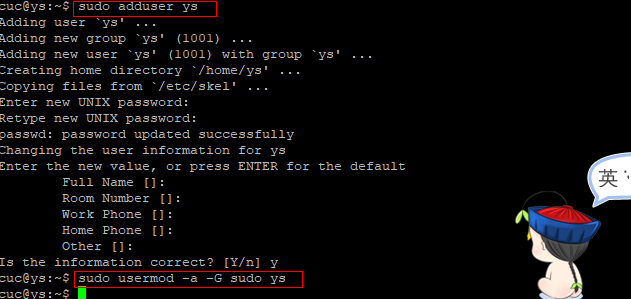 cuc@ys:~$ sudo adduser ys
Adding user `ys' ...
Adding new group `ys' (1001) ...
Adding new user `ys' (1001) with group `ys' ...
Creating home directory `/home/ys' ...
Copying files from `/etc/skel' ...
Enter new UNIX password:
Retype new UNIX password:
passwd: password updated successfully
Changing the user information for ys
Enter the new value, or press ENTER for the default
Full Name []:
Room Number []:
Work Phone []:
Home Phone []:
Other []:
Is the information correct? [Y/n] y
cuc@ys:~$ sudo usermod -a -G sudo ys
cuc@ys:~$
英